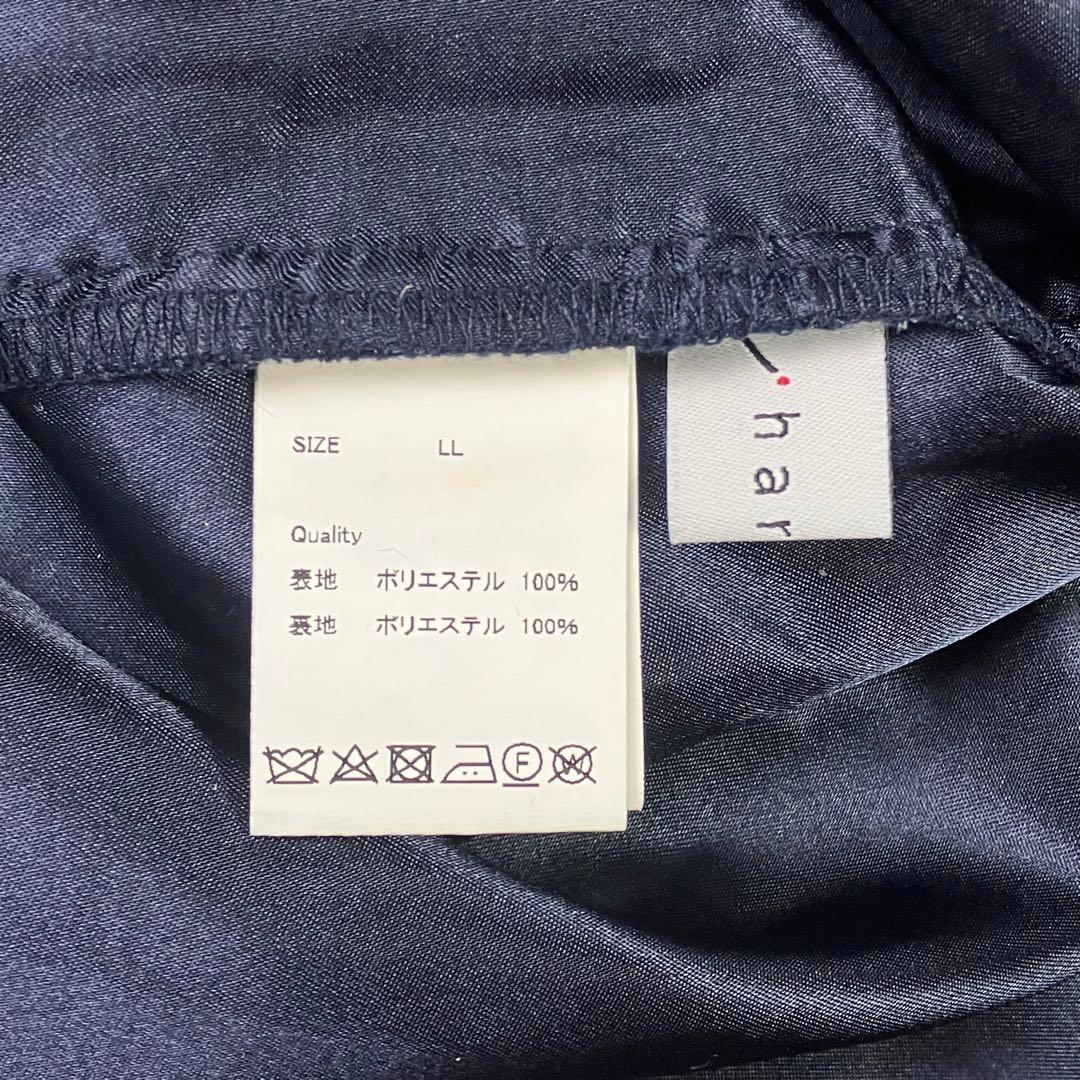 SIZE LL
Quality
表地 ポリエステル 100%
裏地 ポリエステル 100%
F
W
har